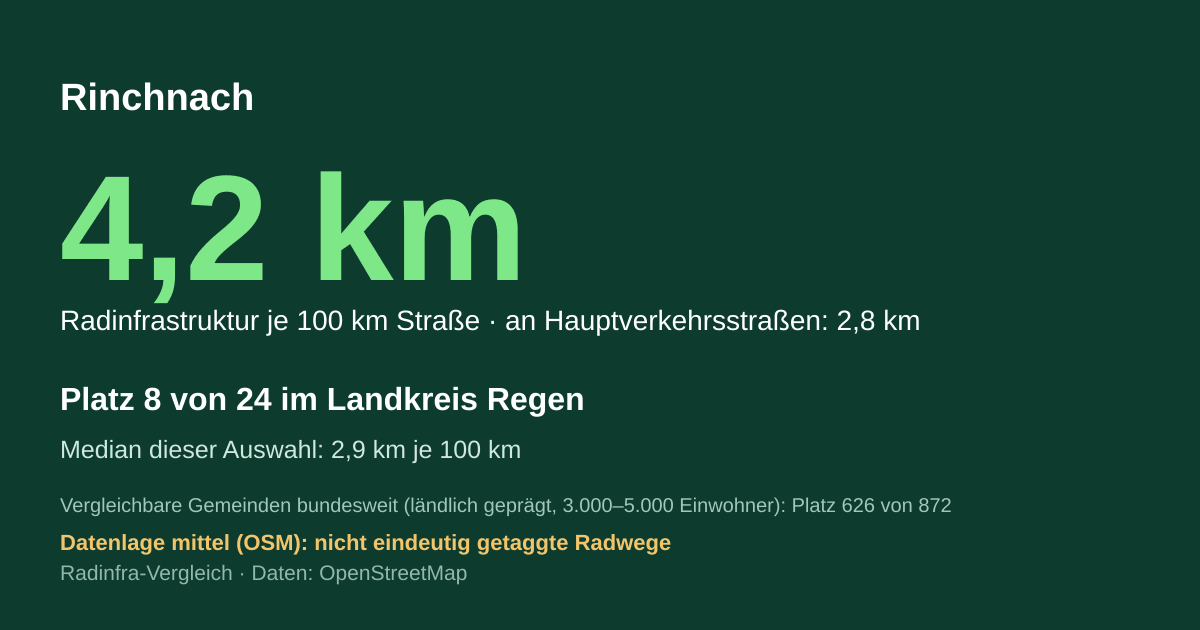 Rinchnach
4,2 km
Radinfrastruktur je 100 km Straße · an Hauptverkehrsstraßen: 2,8 km
Platz 8 von 24 im Landkreis Regen
Median dieser Auswahl: 2,9 km je 100 km
Vergleichbare Gemeinden bundesweit (ländlich geprägt, 3.000–5.000 Einwohner): Platz 626 von 872
Datenlage mittel (OSM): nicht eindeutig getaggte Radwege
Radinfra-Vergleich · Daten: OpenStreetMap